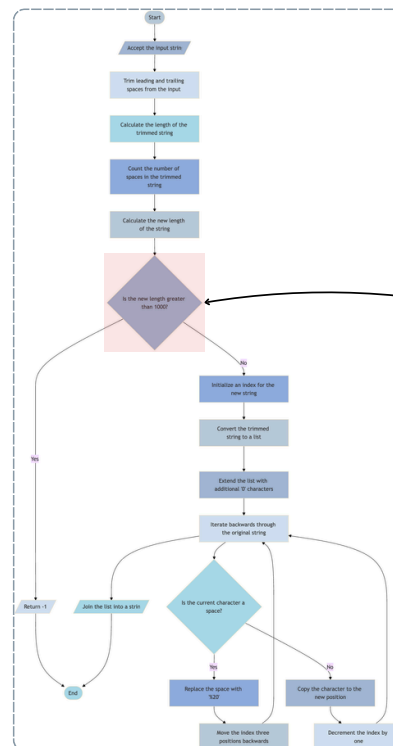 Start
Accept the input strin
Trim leading and trailing
spaces from the input
Calculate the length of the
trimmed string
Count the number of
spaces in the trimmed
string
Calculate the new length
of the string
Is the new length greater
than 1000?
No
Initialize an index for the
new string
Convert the trimmed
string to a list
Yes
Extend the list with
additional '0' characters
Iterate backwards through
the original string
Is the current character a
space?
Return -1
Join the list into a strin
Yes
No
End
Replace the space with
'%20'
Copy the character to the
new position
Move the index three
positions backwards
Decrement the index by
one